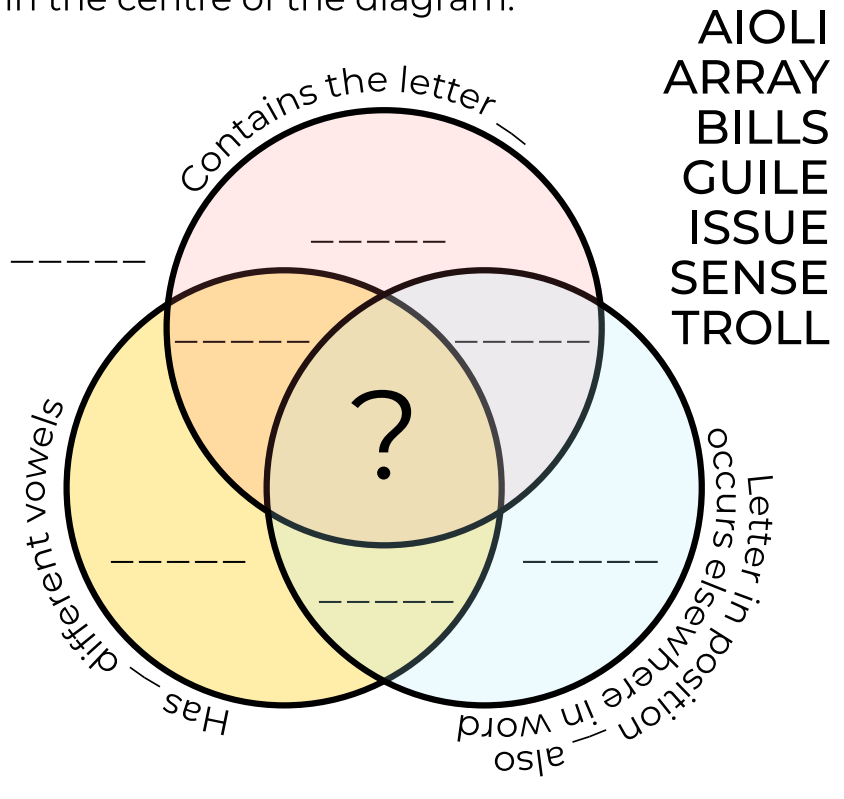 in the centre of the diagram.
AIOLI
ARRAY
BILLS
GUILE
ISSUE
SENSE
TROLL
Contains the letter _
_ _ _ _ _
_ _ _ _ _
_ _ _ _ _
_ _ _ _ _
?
Has _ different vowels
Letter in position _ also
occurs elsewhere in word
_ _ _ _ _
_ _ _ _ _
_ _ _ _ _